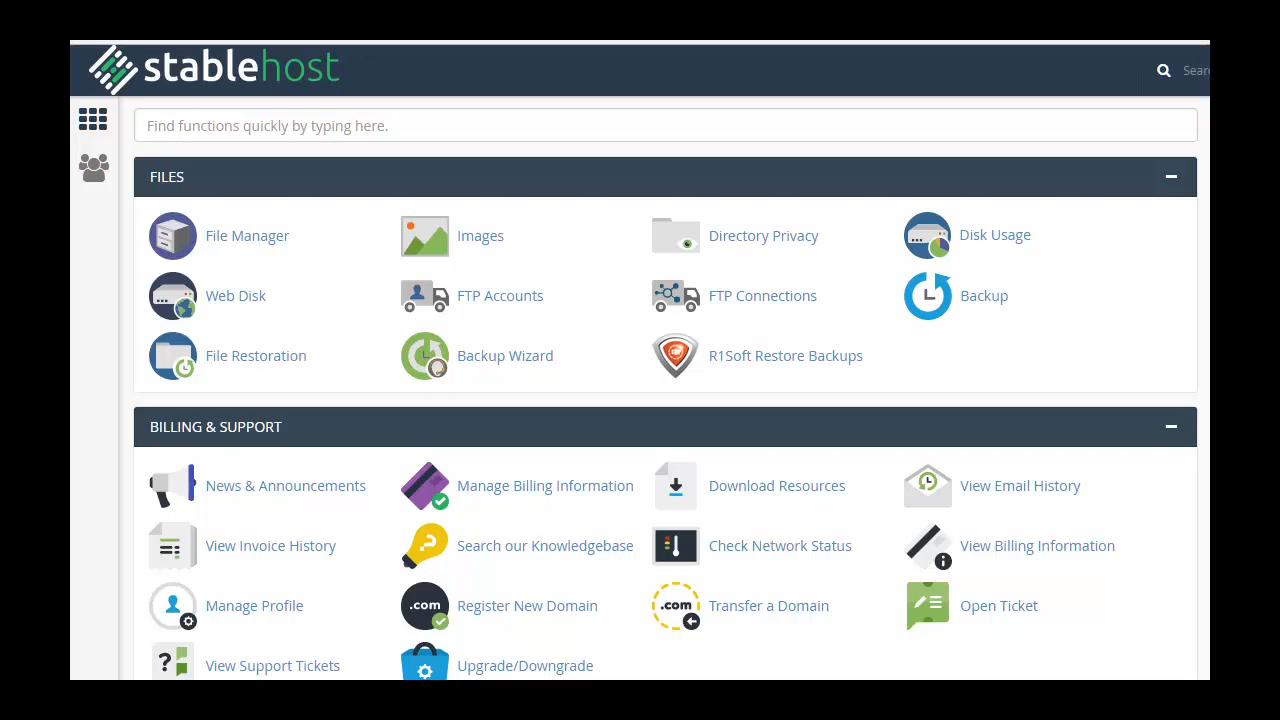 stablehost
Sear
Find functions quickly by typing here.
FILES
File Manager
Images
Directory Privacy
Disk Usage
Web Disk
FTP Accounts
FTP Connections
Backup
File Restoration
Backup Wizard
R1Soft Restore Backups
BILLING & SUPPORT
News & Announcements
Manage Billing Information
Download Resources
View Email History
View Invoice History
Search our Knowledgebase
Check Network Status
View Billing Information
Manage Profile
.com
Register New Domain
.com
Transfer a Domain
Open Ticket
View Support Tickets
Upgrade/Downgrade